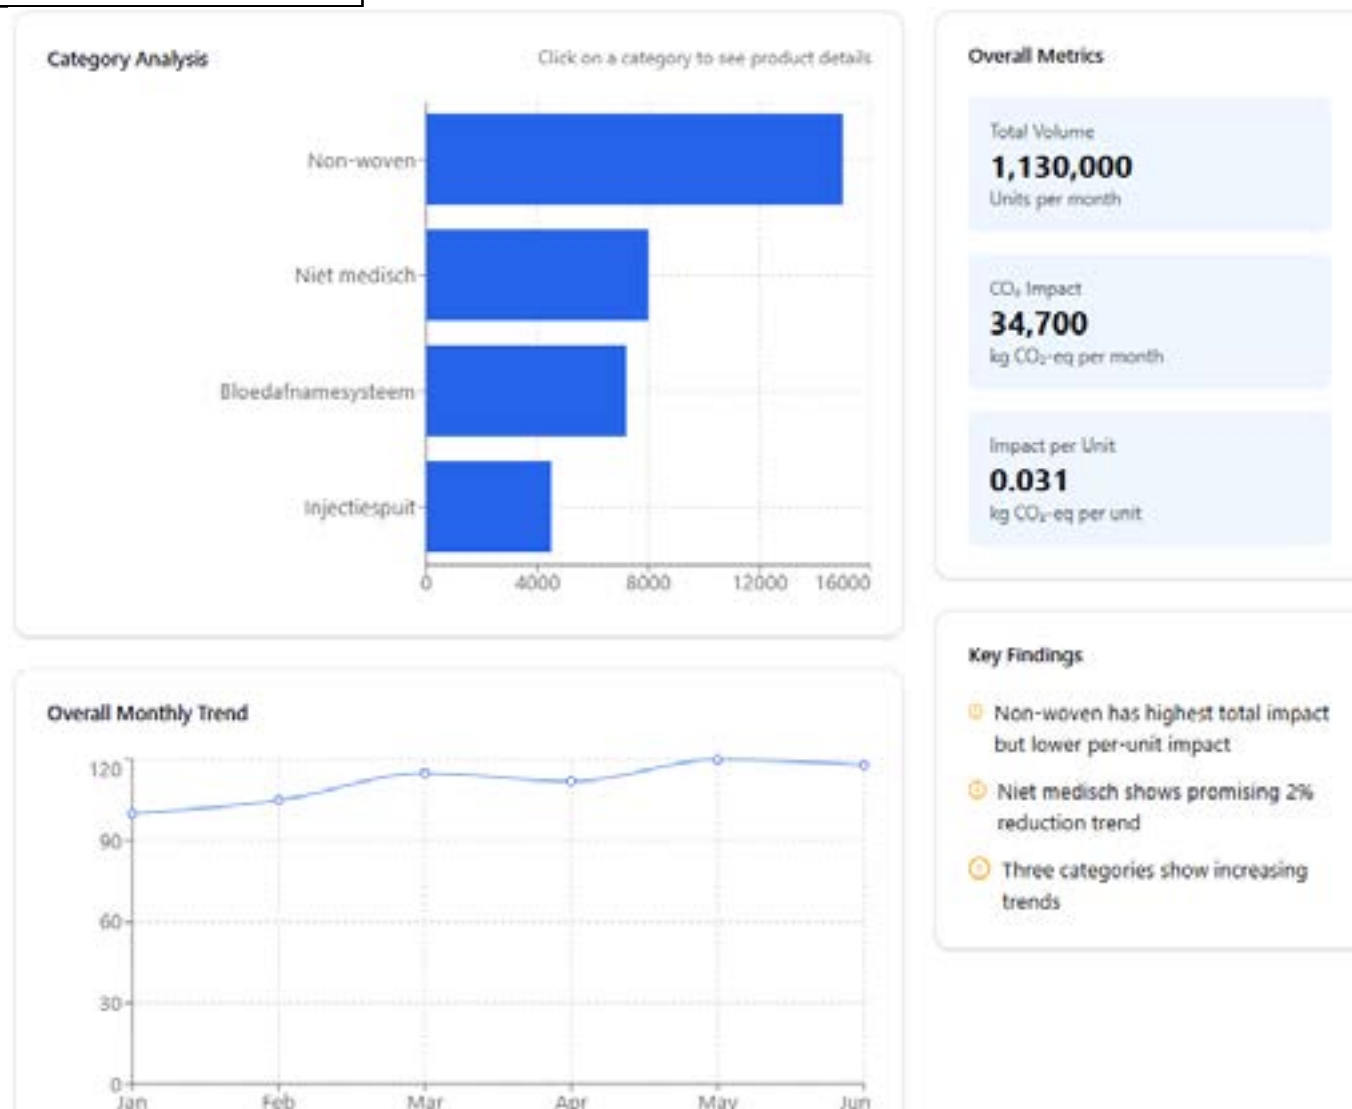 Category Analysis
Click on a category to see product details
Non-woven
Niet medisch
Bloedafnamesysteem
Injectiespuit
0 4000 8000 12000 16000
Overall Metrics
Total Volume
1,130,000
Units per month
CO₂ Impact
34,700
kg CO₂-eq per month
Impact per Unit
0.031
kg CO₂-eq per unit
Key Findings
Non-woven has highest total impact
but lower per-unit impact
Niet medisch shows promising 2%
reduction trend
Three categories show increasing
trends
Overall Monthly Trend
120
90
60
30
0
Jan Feb Mar Apr May Jun